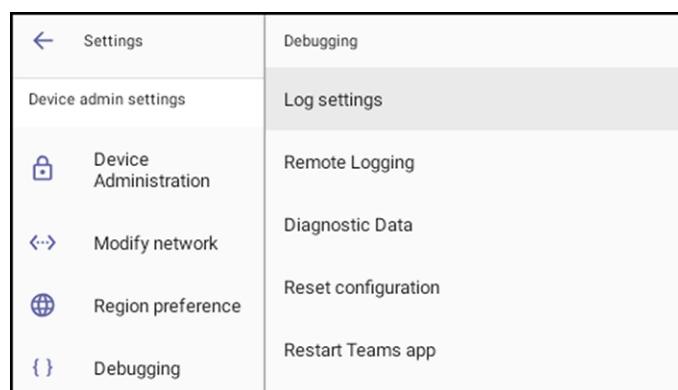 Settings
Device admin settings
Device
Administration
Modify network
Region preference
Debugging
Debugging
Log settings
Remote Logging
Diagnostic Data
Reset configuration
Restart Teams app